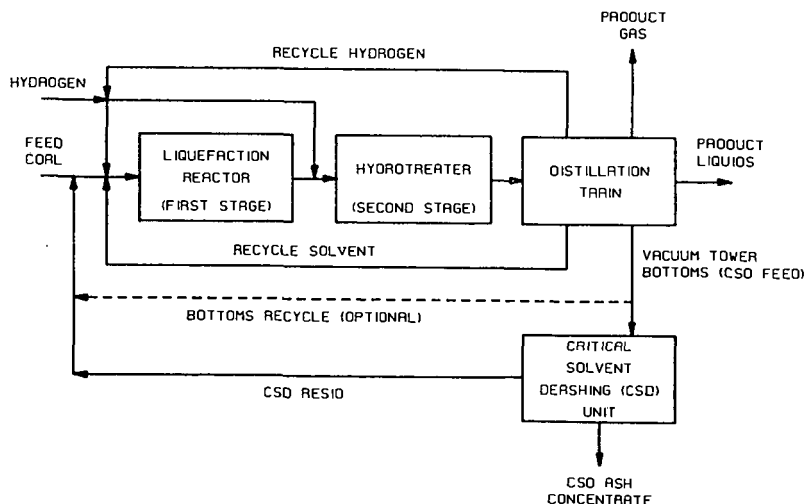 PRODUCT
GAS
RECYCLE HYDROGEN
HYDROGEN
FEED
COAL
LIQUEFACTION
REACTOR
(FIRST STAGE)
HYDROTREATER
(SECOND STAGE)
DISTILLATION
TRAIN
PRODUCT
LIQUIDS
RECYCLE SOLVENT
VACUUM TOWER
BOTTOMS (CSD FEED)
BOTTOMS RECYCLE (OPTIONAL)
CRITICAL
SOLVENT
DEASHING (CSD)
UNIT
CSD RESID
CSD ASH
CONCENTRATE